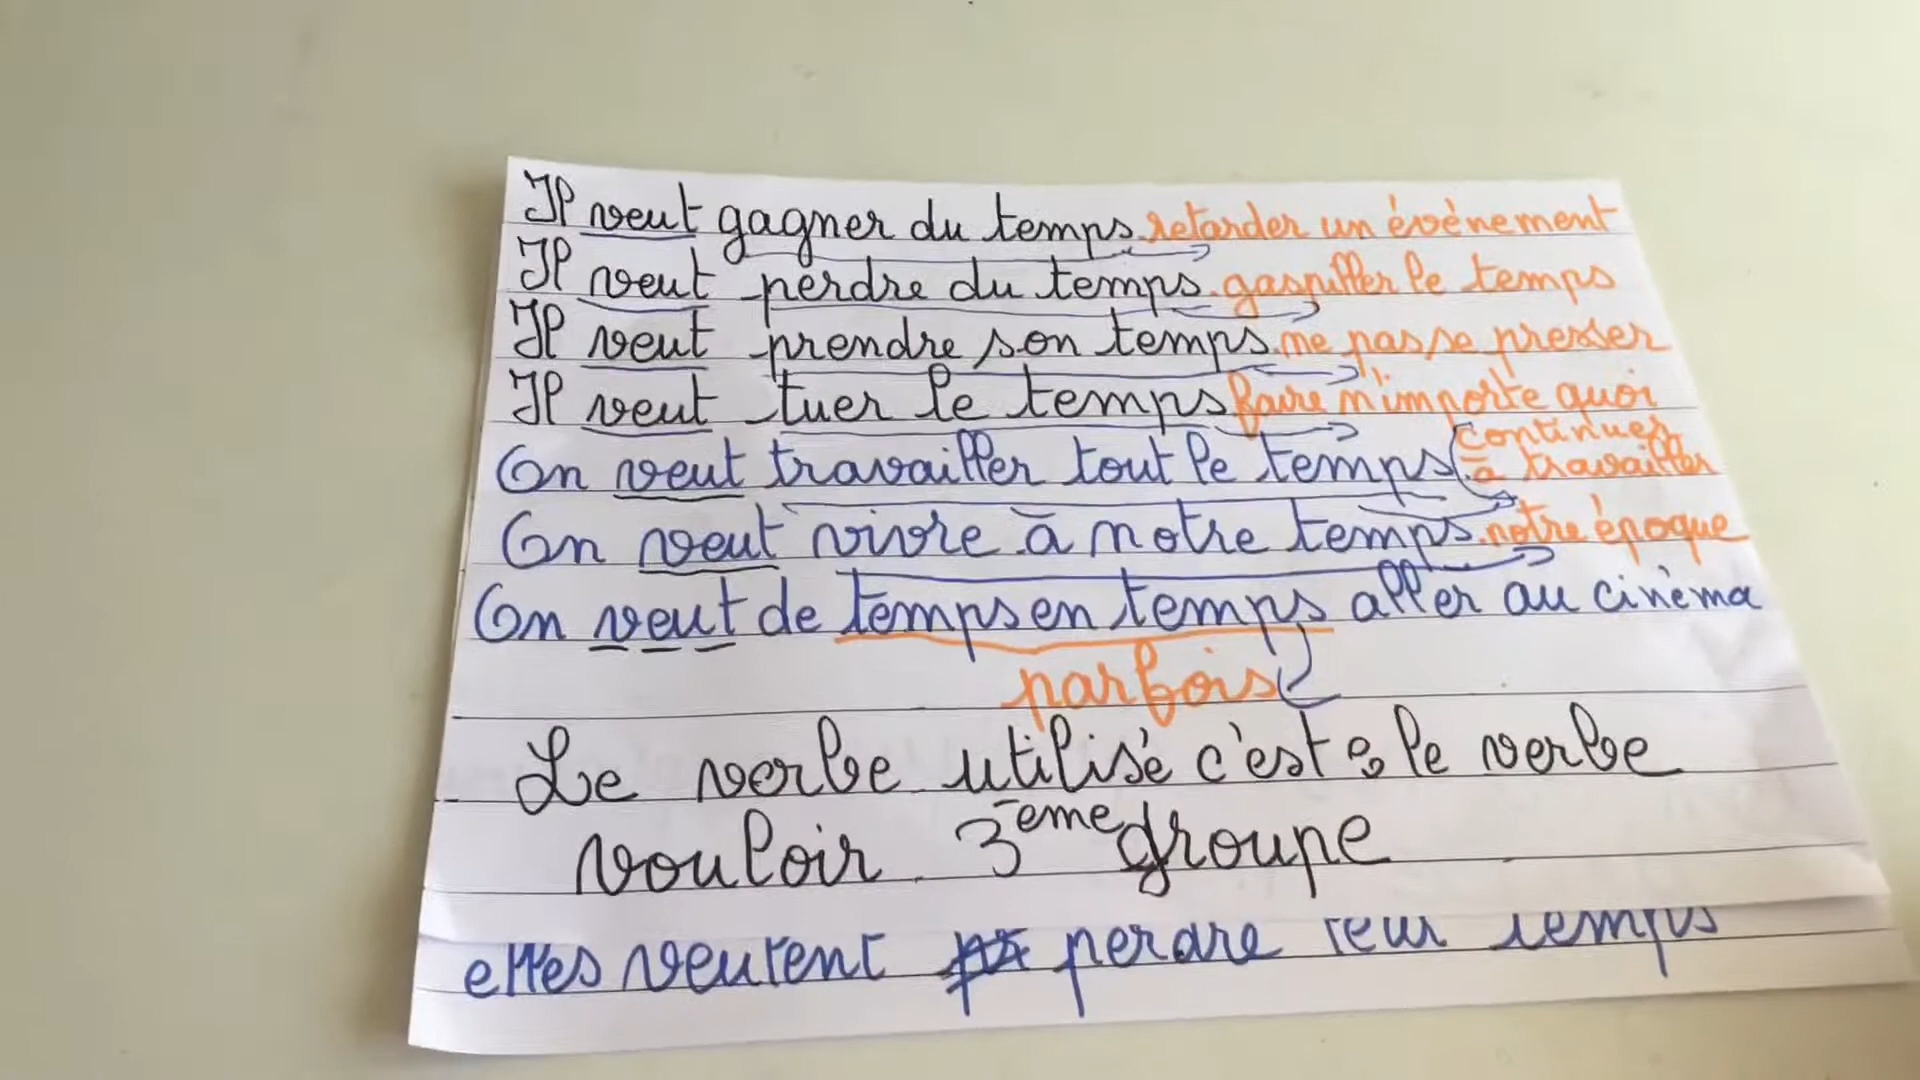 Il veut gagner du temps. retarder un évènement
Il veut perdre du temps. gaspiller le temps
Il veut prendre son temps. ne pas se presser
Il veut tuer le temps faire n'importe quoi
On veut travailler tout le temps (continuer
à travailler
On veut vivre à notre temps. notre époque
On veut de temps en temps aller au cinéma
parfois
Le verbe utilisé c'est : le verbe
vouloir 3ème groupe
elles veulent perdre leur temps